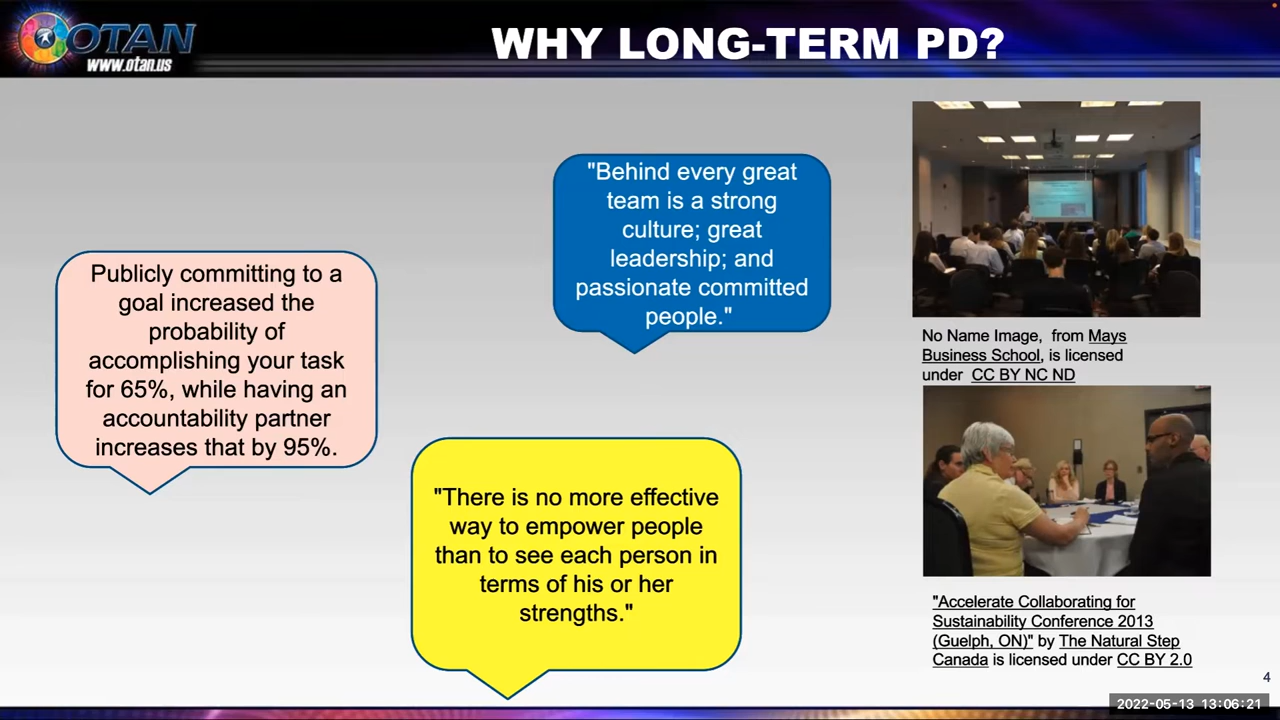 OTAN
www.otan.us
WHY LONG-TERM PD?
Publicly committing to a
goal increased the
probability of
accomplishing your task
for 65%, while having an
accountability partner
increases that by 95%.
"Behind every great
team is a strong
culture; great
leadership; and
passionate committed
people."
"There is no more effective
way to empower people
than to see each person in
terms of his or her
strengths."
No Name Image,  from Mays
Business School, is licensed
under  CC BY NC ND
"Accelerate Collaborating for
Sustainability Conference 2013
(Guelph, ON)" by The Natural Step
Canada is licensed under CC BY 2.0
4
2022-05-13 13:06:21